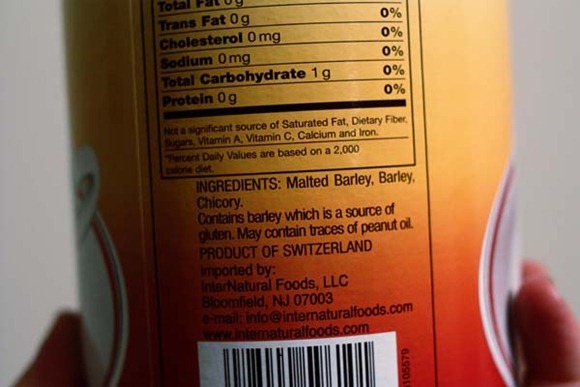 Total Fat 0g
Trans Fat 0g 0%
Cholesterol 0mg 0%
Sodium 0mg 0%
Total Carbohydrate 1g 0%
Protein 0g 0%
Not a significant source of Saturated Fat, Dietary Fiber,
Sugars, Vitamin A, Vitamin C, Calcium and Iron.
*Percent Daily Values are based on a 2,000
calorie diet.
INGREDIENTS: Malted Barley, Barley,
Chicory.
Contains barley which is a source of
gluten. May contain traces of peanut oil.
PRODUCT OF SWITZERLAND
Imported by:
InterNatural Foods, LLC
Bloomfield, NJ 07003
e-mail: info@internaturalfoods.com
www.internaturalfoods.com
105579